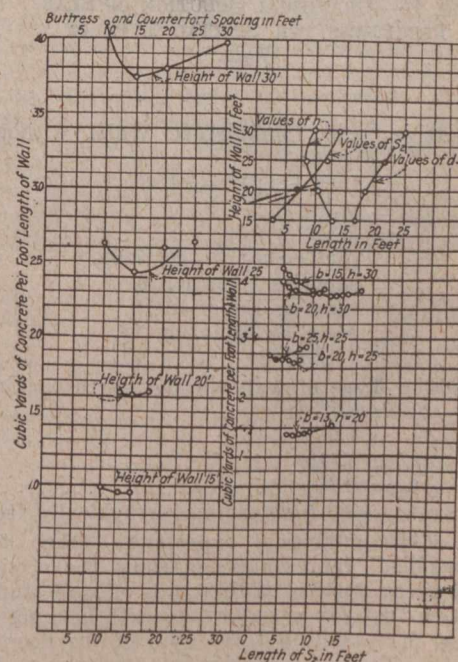 Buttress and Counterfort Spacing in Feet
10 15 20 25 30
40
Height of Wall 30'
Values of h
35
Height of Wall in Feet
30
Values of S₂
25
Values of d
20
15
5 10 15 20 25
Length in Feet
30
Cubic Yards of Concrete Per Foot Length of Wall
25
Height of Wall 25
b=15, h=30
4
b=20, h=30
3
20
b=25, h=25
b=20, h=25
Heigth of Wall 20'
Cubic Yards of Concrete per Foot Length Wall
2
15
b=15, h=20
1
Height of Wall 15'
10
5 10 15 20 25 30 0 5 10 15
Length of S₂ in Feet